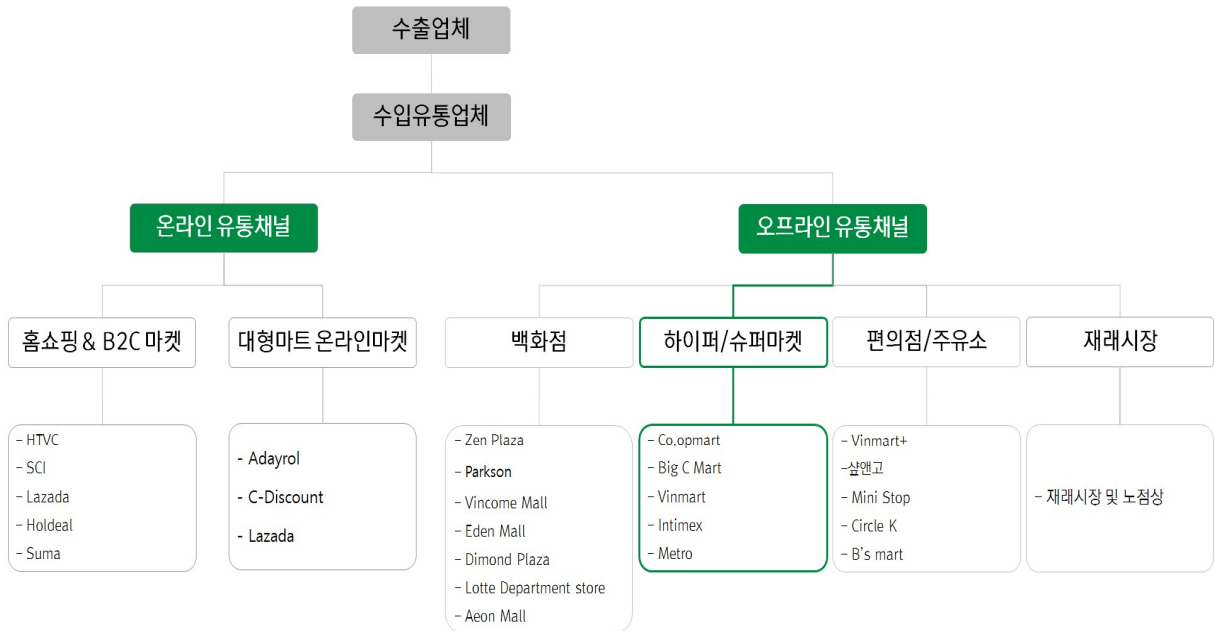 수출업체
수입유통업체
온라인 유통채널
오프라인 유통채널
홈쇼핑 & B2C 마켓
대형마트 온라인마켓
백화점
하이퍼/슈퍼마켓
편의점/주유소
재래시장
– HTVC
– SCI
– Lazada
– Holdeal
– Suma
- Adayrol
- C-Discount
- Lazada
– Zen Plaza
– Parkson
– Vincome Mall
– Eden Mall
– Dimond Plaza
– Lotte Department store
– Aeon Mall
– Co.opmart
– Big C Mart
– Vinmart
– Intimex
– Metro
– Vinmart+
–샾앤고
– Mini Stop
– Circle K
– B's mart
– 재래시장 및 노점상